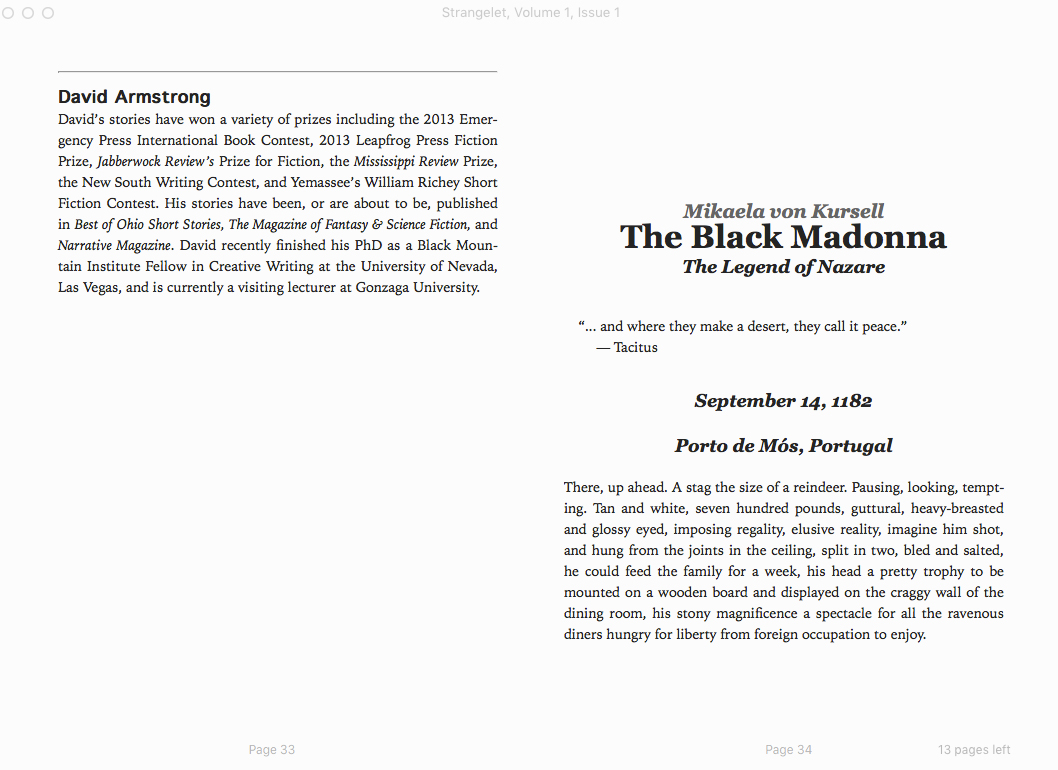 Strangelet, Volume 1, Issue 1
David Armstrong
David's stories have won a variety of prizes including the 2013 Emer-
gency Press International Book Contest, 2013 Leapfrog Press Fiction
Prize, Jabberwock Review's Prize for Fiction, the Mississippi Review Prize,
the New South Writing Contest, and Yemassee's William Richey Short
Fiction Contest. His stories have been, or are about to be, published
in Best of Ohio Short Stories, The Magazine of Fantasy & Science Fiction, and
Narrative Magazine. David recently finished his PhD as a Black Moun-
tain Institute Fellow in Creative Writing at the University of Nevada,
Las Vegas, and is currently a visiting lecturer at Gonzaga University.
Page 33
Mikaela von Kursell
The Black Madonna
The Legend of Nazare
“... and where they make a desert, they call it peace.”
— Tacitus
September 14, 1182
Porto de Mós, Portugal
There, up ahead. A stag the size of a reindeer. Pausing, looking, tempt-
ing. Tan and white, seven hundred pounds, guttural, heavy-breasted
and glossy eyed, imposing regality, elusive reality, imagine him shot,
and hung from the joints in the ceiling, split in two, bled and salted,
he could feed the family for a week, his head a pretty trophy to be
mounted on a wooden board and displayed on the craggy wall of the
dining room, his stony magnificence a spectacle for all the ravenous
diners hungry for liberty from foreign occupation to enjoy.
Page 34
13 pages left